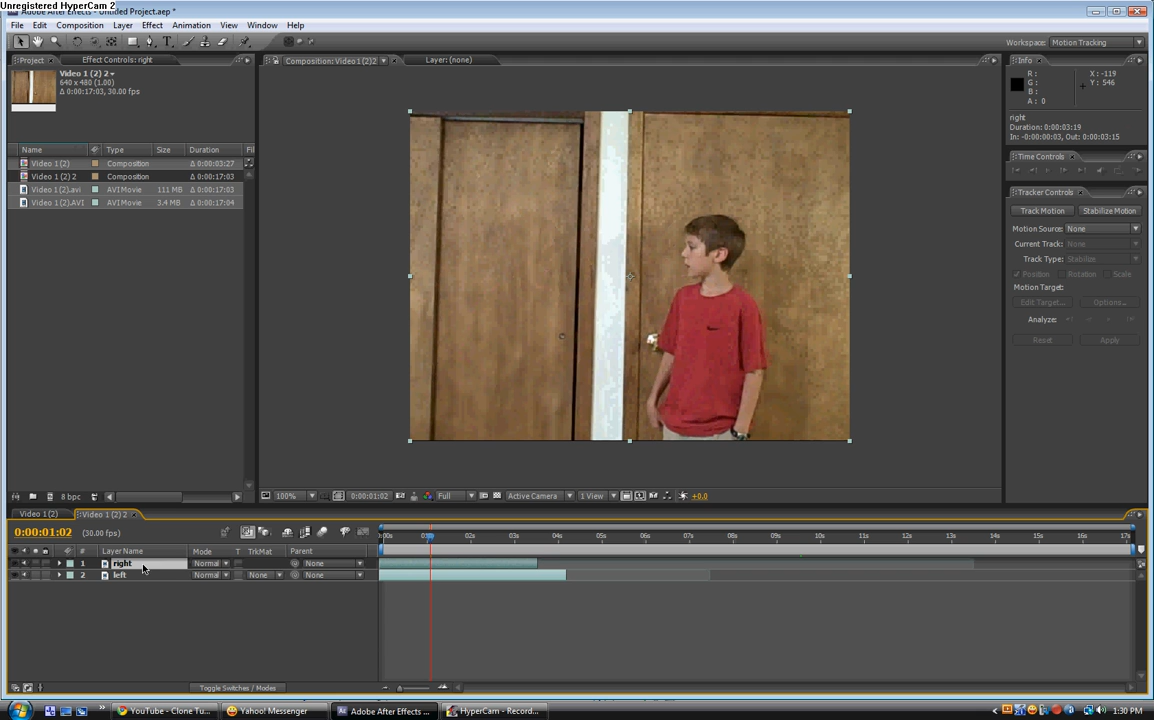 Unregistered HyperCam 2
Adobe After Effects - Untitled Project.aep *
File Edit Composition Layer Effect Animation View Window Help
Workspace: Motion Tracking
Project Effect Controls: right
Composition: Video 1 (2) 2 Layer: (none)
Info
Video 1 (2) 2
640 x 480 (1.00)
Δ 0:00:17:03, 30.00 fps
R :
G :
B :
A : 0
X : -119
Y : 546
right
Duration: 0:00:03:19
In: -0:00:00:03, Out: 0:00:03:15
Name Type Size Duration Fil
Video 1 (2) Composition Δ 0:00:03:27
Video 1 (2) 2 Composition Δ 0:00:17:03
Video 1(2).avi AVI Movie 111 MB Δ 0:00:17:03
Video 1(2).AVI AVI Movie 3.4 MB Δ 0:00:17:04
Time Controls
Tracker Controls
Track Motion Stabilize Motion
Motion Source: None
Current Track: None
Track Type: Stabilize
Position Rotation Scale
Motion Target:
Edit Target... Options...
Analyze:
Reset Apply
8 bpc
100% 0:00:01:02 Full Active Camera 1 View +0.0
Video 1 (2) Video 1 (2) 2
0:00:01:02 (30.00 fps)
:00s 02s 03s 04s 05s 06s 07s 08s 09s 10s 11s 12s 13s 14s 15s 16s 17s
# Layer Name Mode T TrkMat Parent
1 right Normal None
2 left Normal None None
Toggle Switches / Modes
YouTube - Clone Tu... Yahoo! Messenger Adobe After Effects ... HyperCam - Record... 1:30 PM